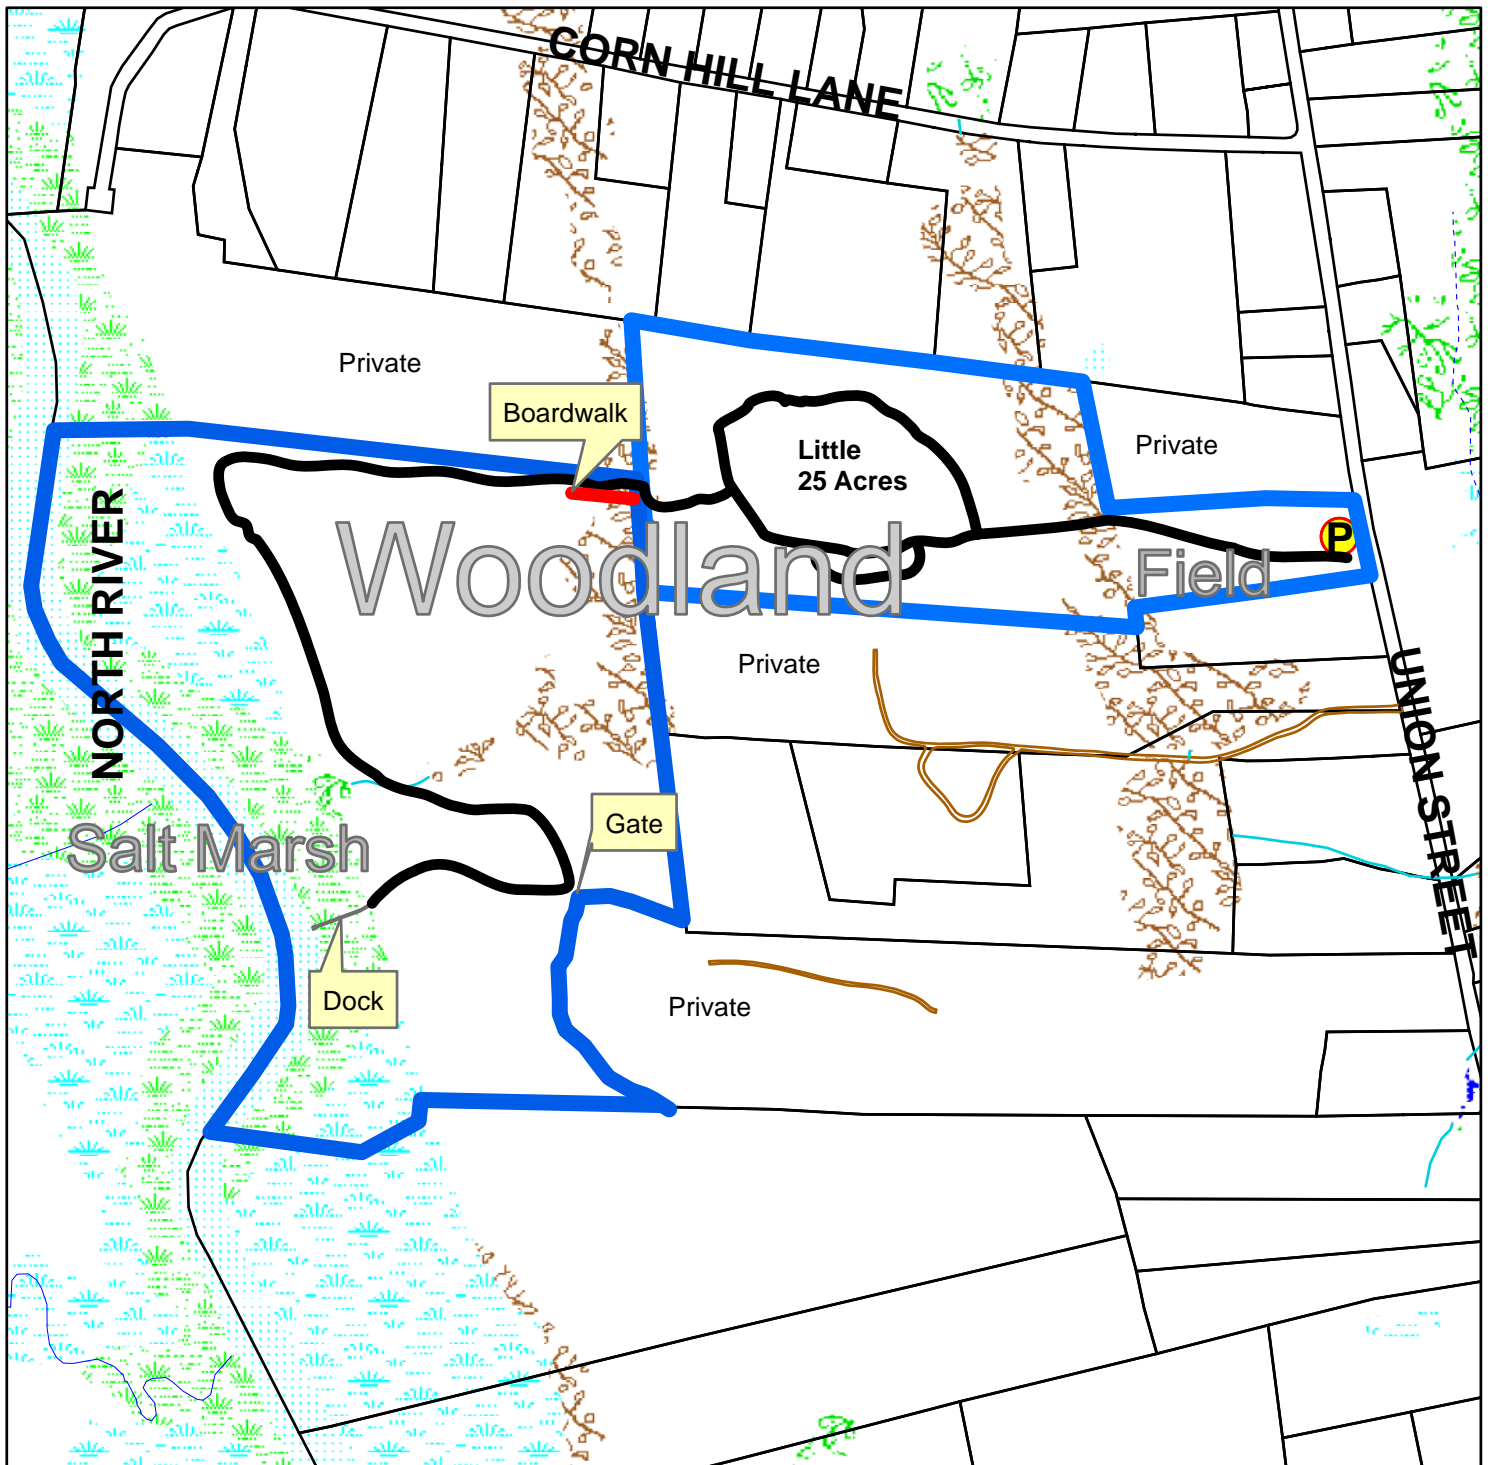 CORN HILL LANE
Private
Boardwalk
Little
25 Acres
Private
Woodland
P
Field
NORTH RIVER
Private
UNION STREET
Gate
Salt Marsh
Dock
Private